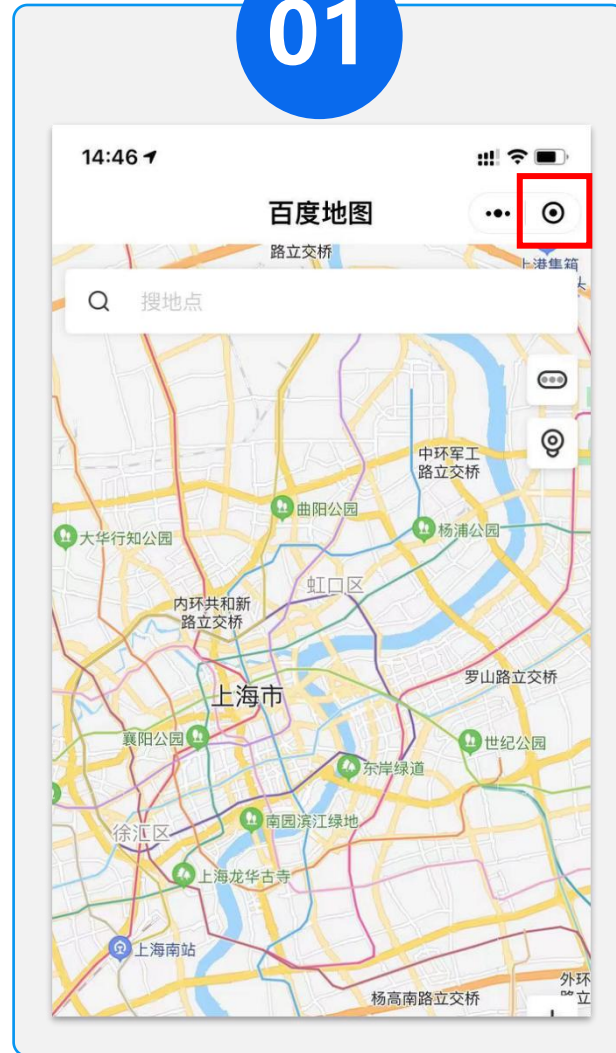 01
14:46
百度地图
路立交桥
上港集箱
搜地点
中环军工
路立交桥
曲阳公园
杨浦公园
大华行知公园
虹口区
内环共和新
路立交桥
罗山路立交桥
上海市
襄阳公园
世纪公园
东岸绿道
南园滨江绿地
徐汇区
上海龙华古寺
上海南站
外环
杨高南路立交桥